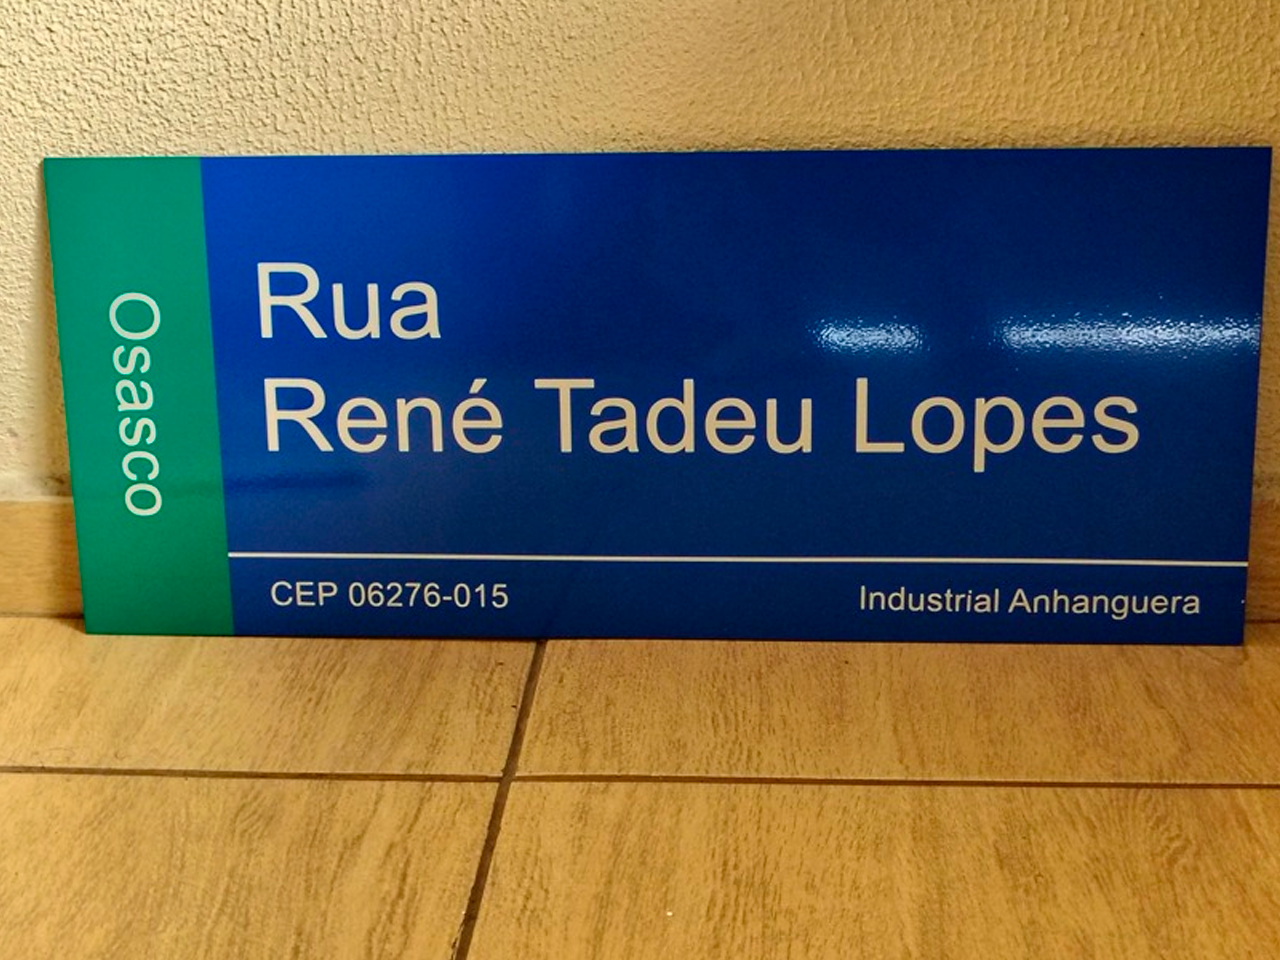 Osasco
Rua
René Tadeu Lopes
CEP 06276-015
Industrial Anhanguera